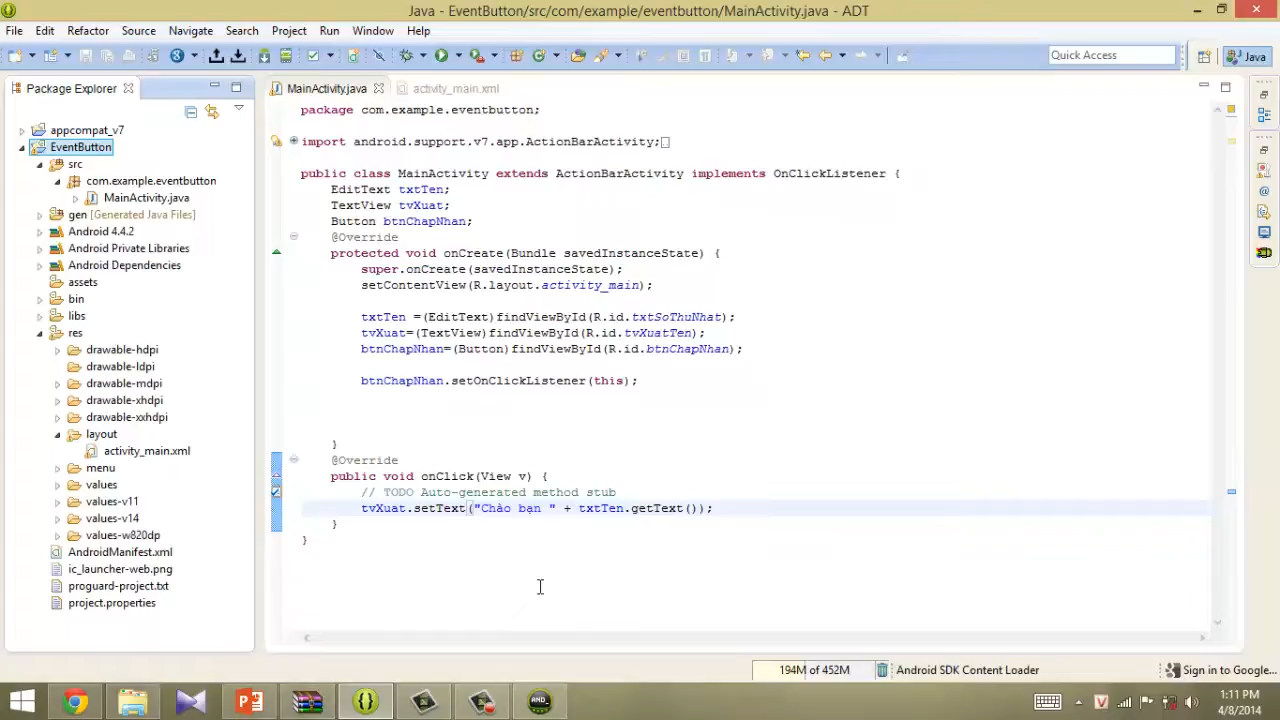 Java - EventButton/src/com/example/eventbutton/MainActivity.java - ADT
File Edit Refactor Source Navigate Search Project Run Window Help
Quick Access
Java
Package Explorer
MainActivity.java
activity_main.xml
appcompat_v7
EventButton
src
com.example.eventbutton
MainActivity.java
gen [Generated Java Files]
Android 4.4.2
Android Private Libraries
Android Dependencies
assets
bin
libs
res
drawable-hdpi
drawable-ldpi
drawable-mdpi
drawable-xhdpi
drawable-xxhdpi
layout
activity_main.xml
menu
values
values-v11
values-v14
values-w820dp
AndroidManifest.xml
ic_launcher-web.png
proguard-project.txt
project.properties
package com.example.eventbutton;
import android.support.v7.app.ActionBarActivity;
public class MainActivity extends ActionBarActivity implements OnClickListener {
EditText txtTen;
TextView tvXuat;
Button btnChapNhan;
@Override
protected void onCreate(Bundle savedInstanceState) {
super.onCreate(savedInstanceState);
setContentView(R.layout.activity_main);
txtTen =(EditText)findViewById(R.id.txtSoThuNhat);
tvXuat=(TextView)findViewById(R.id.tvXuatTen);
btnChapNhan=(Button)findViewById(R.id.btnChapNhan);
btnChapNhan.setOnClickListener(this);
}
@Override
public void onClick(View v) {
// TODO Auto-generated method stub
tvXuat.setText("Chào bạn " + txtTen.getText());
}
}
194M of 452M
Android SDK Content Loader
Sign in to Google...
1:11 PM
4/8/2014